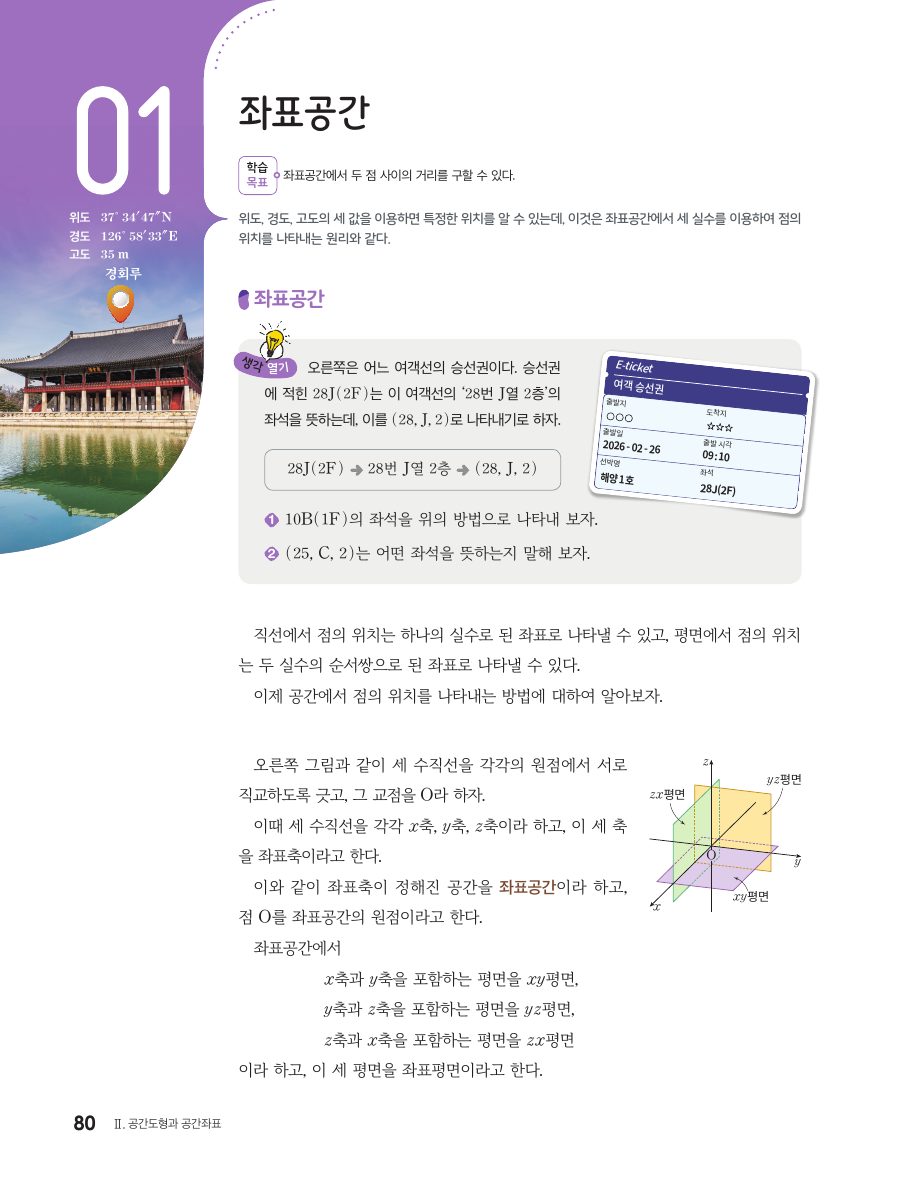 01
위도 37° 34′ 47″ N
경도 126° 58′ 33″ E
고도 35 m
경회루
좌표공간
학습
목표
좌표공간에서 두 점 사이의 거리를 구할 수 있다.
위도, 경도, 고도의 세 값을 이용하면 특정한 위치를 알 수 있는데, 이것은 좌표공간에서 세 실수를 이용하여 점의
위치를 나타내는 원리와 같다.
좌표공간
생각 열기
오른쪽은 어느 여객선의 승선권이다. 승선권
에 적힌 28J(2F)는 이 여객선의 ‘28번 J열 2층’의
좌석을 뜻하는데, 이를 (28, J, 2)로 나타내기로 하자.
28J(2F) ➜ 28번 J열 2층 ➜ (28, J, 2)
E-ticket
여객 승선권
출발지 도착지
○○○ ☆☆☆
출발일 출발 시각
2026 - 02 - 26 09 : 10
선박명 좌석
해양 1호 28J(2F)
❶ 10B(1F)의 좌석을 위의 방법으로 나타내 보자.
❷ (25, C, 2)는 어떤 좌석을 뜻하는지 말해 보자.
직선에서 점의 위치는 하나의 실수로 된 좌표로 나타낼 수 있고, 평면에서 점의 위치
는 두 실수의 순서쌍으로 된 좌표로 나타낼 수 있다.
이제 공간에서 점의 위치를 나타내는 방법에 대하여 알아보자.
오른쪽 그림과 같이 세 수직선을 각각의 원점에서 서로
직교하도록 긋고, 그 교점을 O라 하자.
이때 세 수직선을 각각 x축, y축, z축이라 하고, 이 세 축
을 좌표축이라고 한다.
이와 같이 좌표축이 정해진 공간을 좌표공간이라 하고,
점 O를 좌표공간의 원점이라고 한다.
z
yz평면
zx평면
O
y
xy평면
x
좌표공간에서
x축과 y축을 포함하는 평면을 xy평면,
y축과 z축을 포함하는 평면을 yz평면,
z축과 x축을 포함하는 평면을 zx평면
이라 하고, 이 세 평면을 좌표평면이라고 한다.
80 Ⅱ. 공간도형과 공간좌표